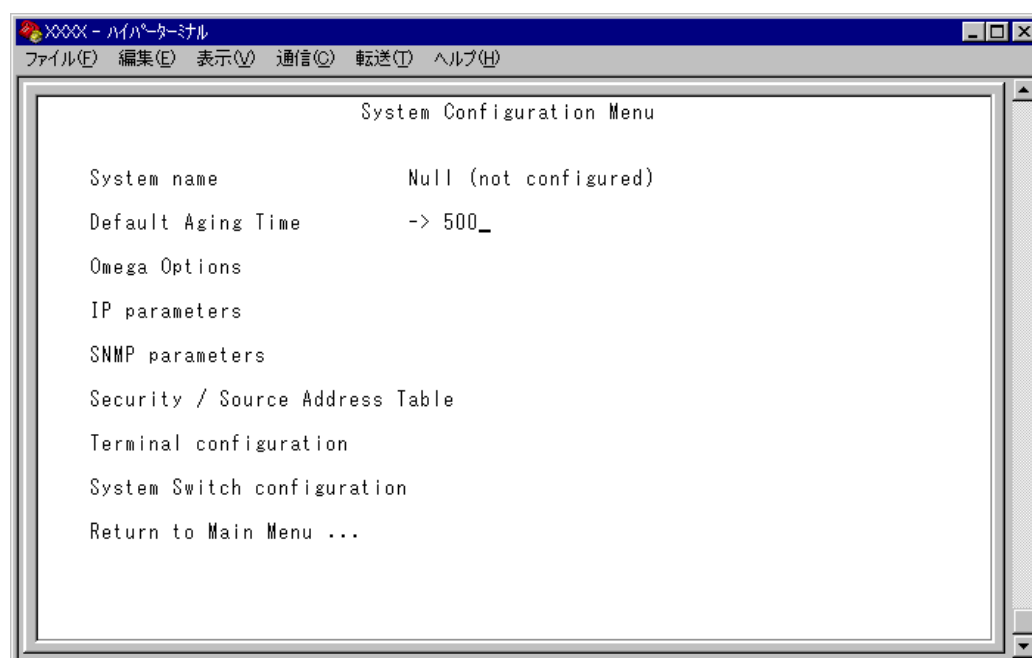 XXXX - ハイパーターミナル
ファイル(F) 編集(E) 表示(V) 通信(C) 転送(T) ヘルプ(H)
System Configuration Menu
System name Null (not configured)
Default Aging Time -> 500_
Omega Options
IP parameters
SNMP parameters
Security / Source Address Table
Terminal configuration
System Switch configuration
Return to Main Menu ...